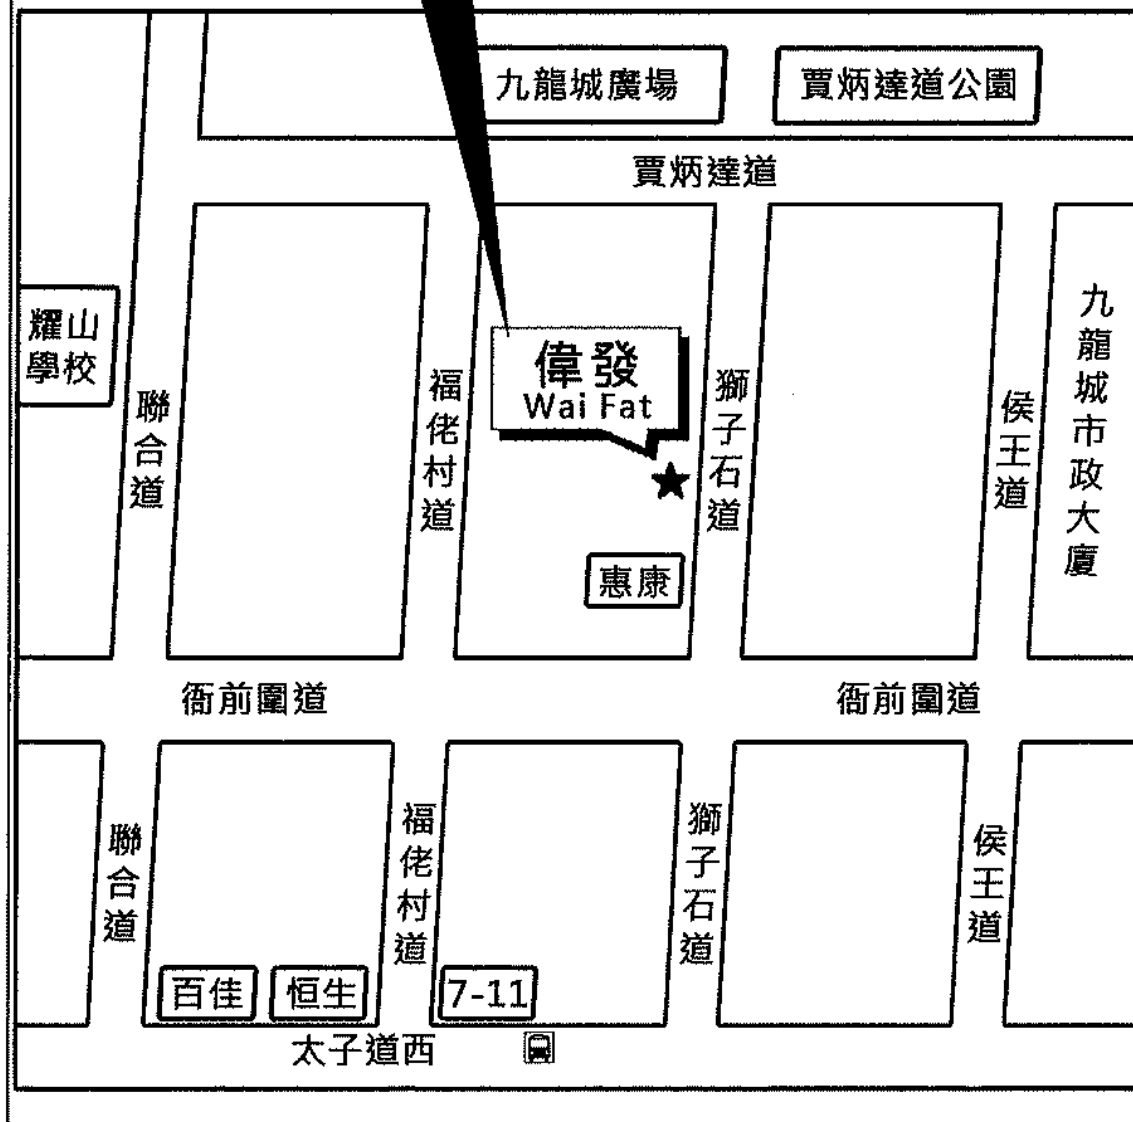 九龍城廣場
賈炳達道公園
賈炳達道
耀山
學校
聯合道
福佬村道
偉發
Wai Fat
獅子石道
侯王道
九龍城市政大廈
惠康
衙前圍道
衙前圍道
聯合道
福佬村道
獅子石道
侯王道
百佳
恒生
7-11
太子道西